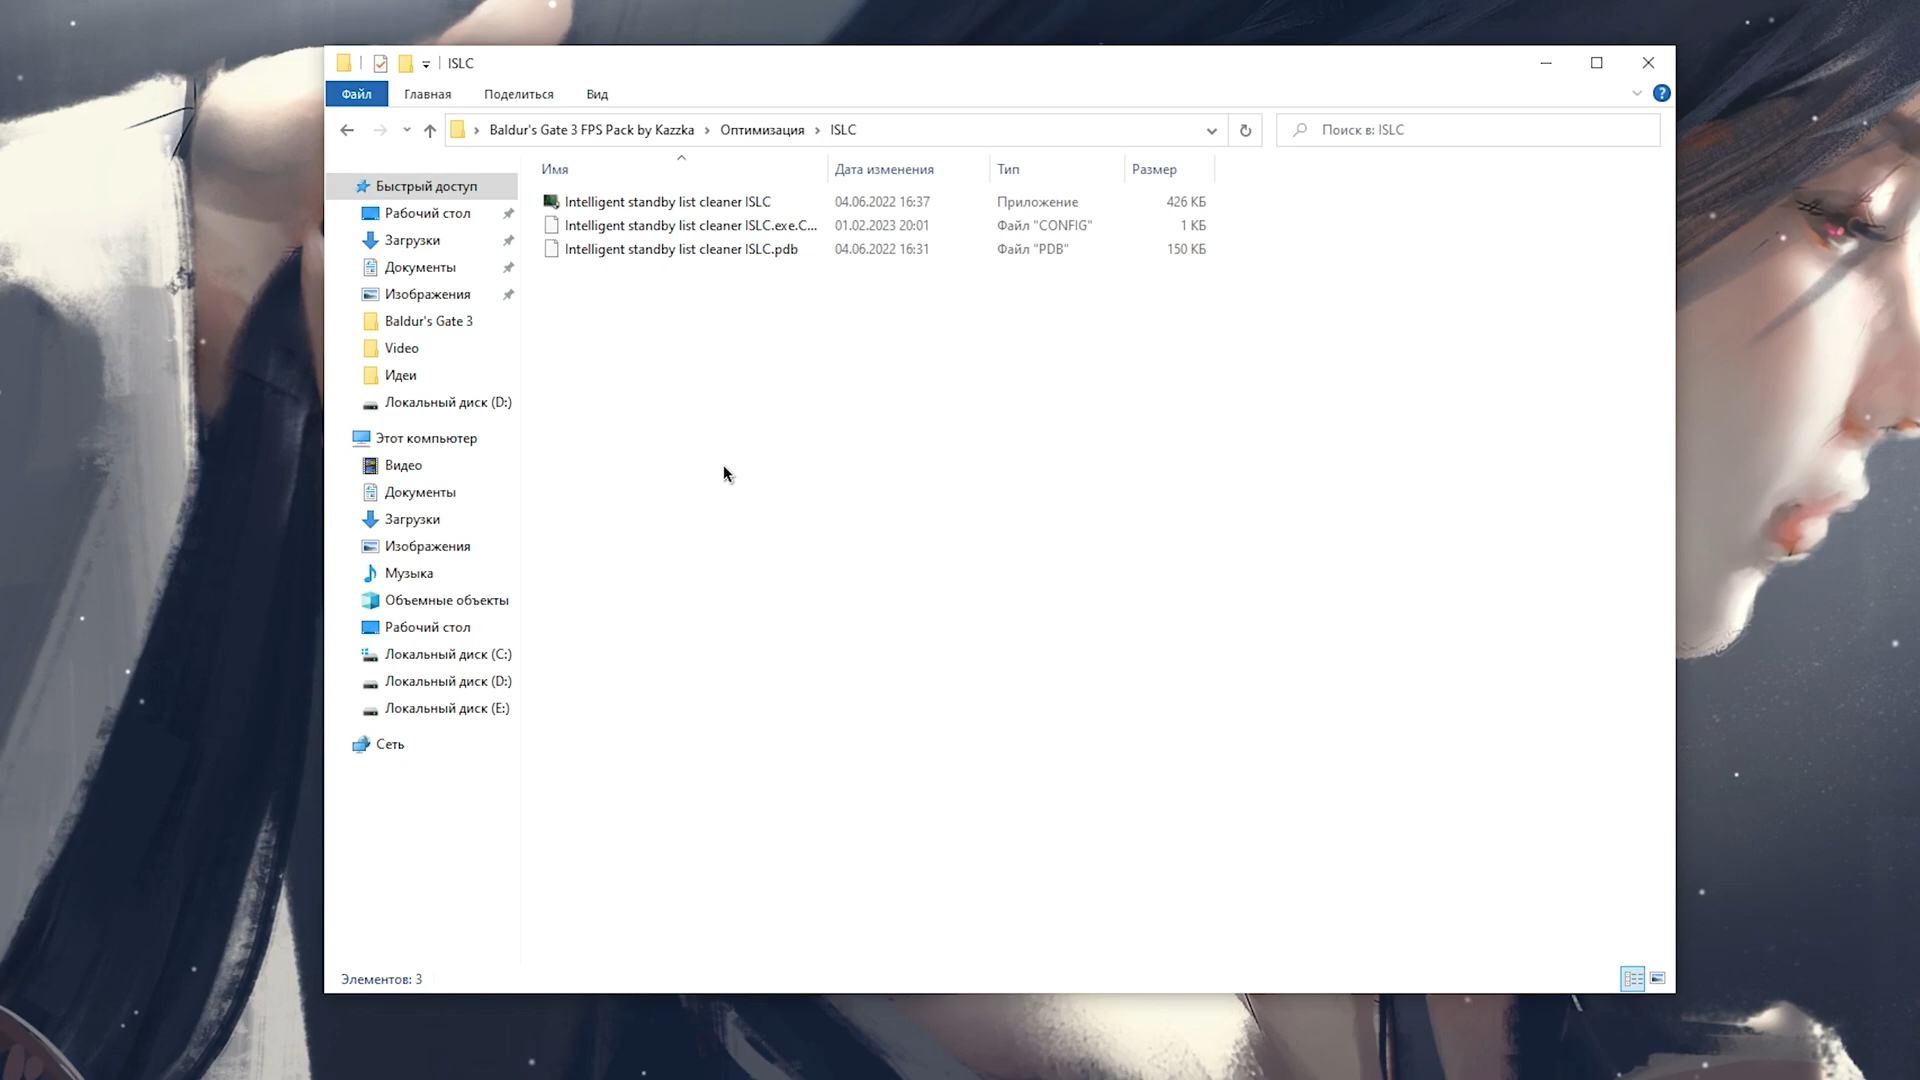 ISLC
Файл Главная Поделиться Вид
Baldur's Gate 3 FPS Pack by Kazzka > Оптимизация > ISLC Поиск в: ISLC
Имя Дата изменения Тип Размер
Intelligent standby list cleaner ISLC 04.06.2022 16:37 Приложение 426 КБ
Intelligent standby list cleaner ISLC.exe.C... 01.02.2023 20:01 Файл "CONFIG" 1 КБ
Intelligent standby list cleaner ISLC.pdb 04.06.2022 16:31 Файл "PDB" 150 КБ
Быстрый доступ
Рабочий стол
Загрузки
Документы
Изображения
Baldur's Gate 3
Video
Идеи
Локальный диск (D:)
Этот компьютер
Видео
Документы
Загрузки
Изображения
Музыка
Объемные объекты
Рабочий стол
Локальный диск (C:)
Локальный диск (D:)
Локальный диск (E:)
Сеть
Элементов: 3